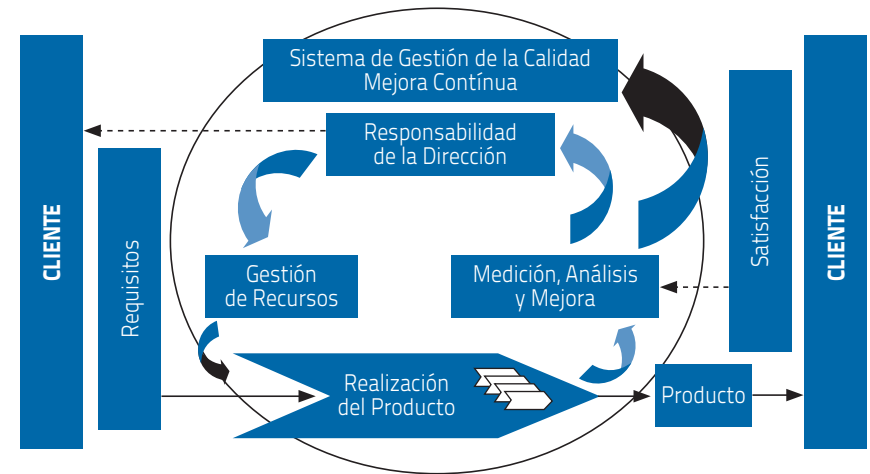 Sistema de Gestión de la Calidad
Mejora Contínua
Responsabilidad
de la Dirección
CLIENTE
Requisitos
Gestión
de Recursos
Medición, Análisis
y Mejora
Satisfacción
CLIENTE
Realización
del Producto
Producto